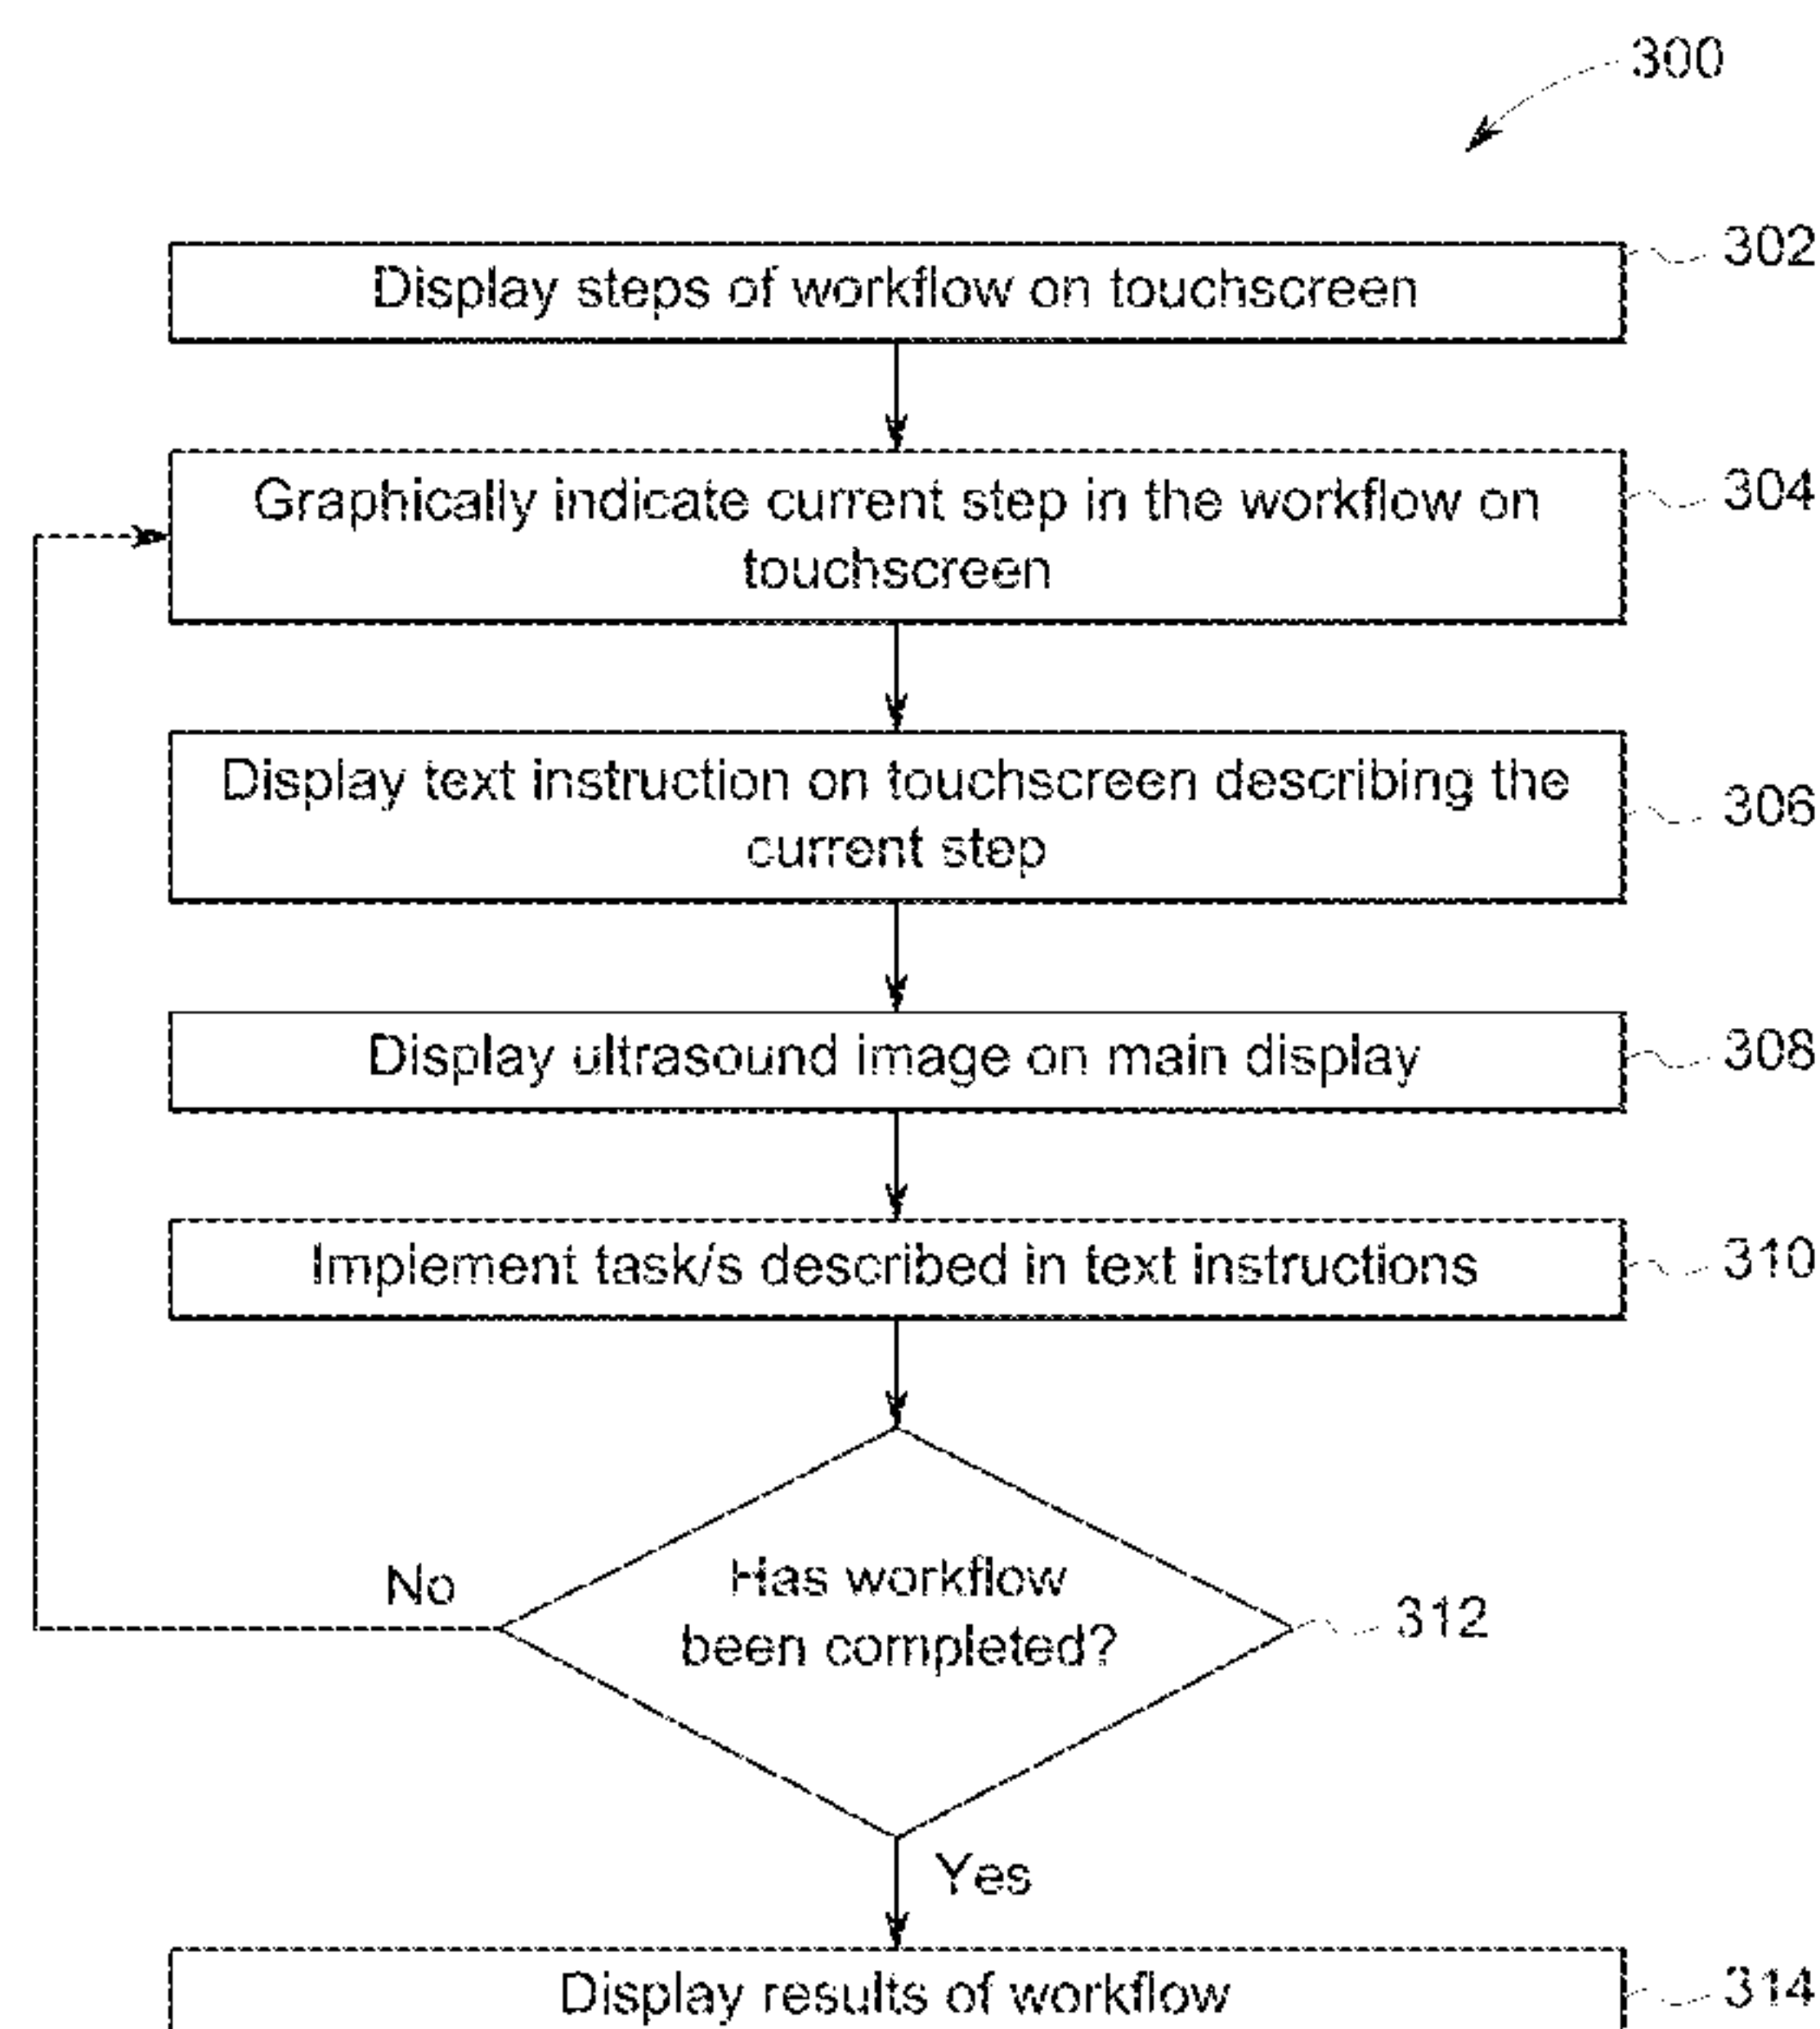 300
Display steps of workflow on touchscreen
302
Graphically indicate current step in the workflow on
touchscreen
304
Display text instruction on touchscreen describing the
current step
306
Display ultrasound image on main display
308
Implement task/s described in text instructions
310
Has workflow
been completed?
312
No
Yes
Display results of workflow
314